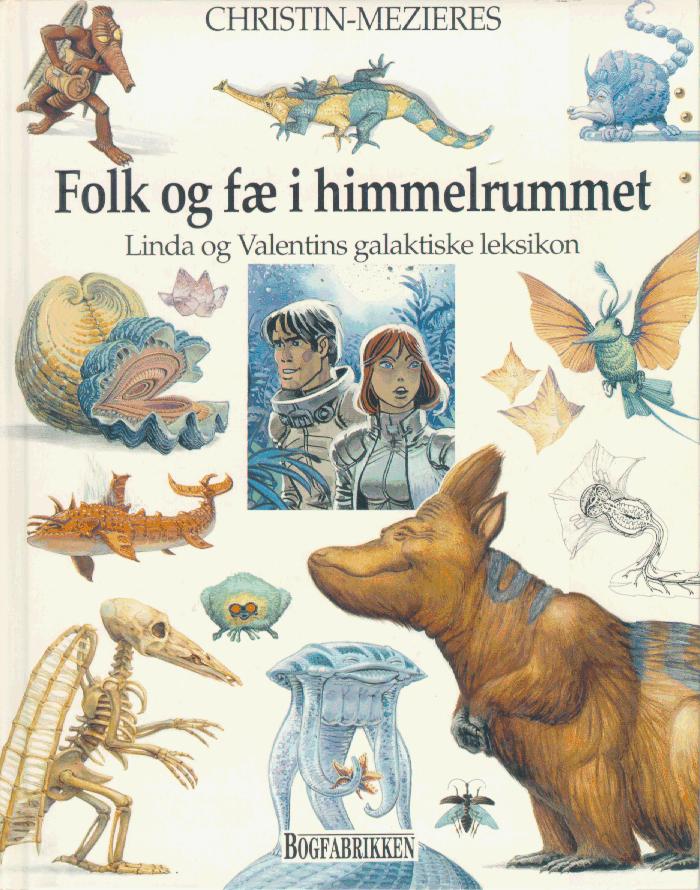 CHRISTIN-MEZIERES
Folk og fæ i himmelrummet
Linda og Valentins galaktiske leksikon
BOGFABRIKKEN